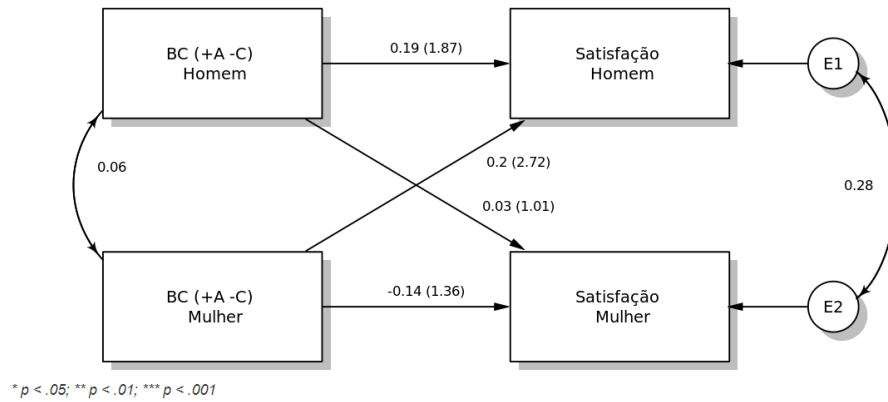 BC (+A -C)
Homem
0.19 (1.87)
Satisfação
Homem
E1
0.06
0.2 (2.72)
0.03 (1.01)
0.28
BC (+A -C)
Mulher
-0.14 (1.36)
Satisfação
Mulher
E2
* p < .05; ** p < .01; *** p < .001